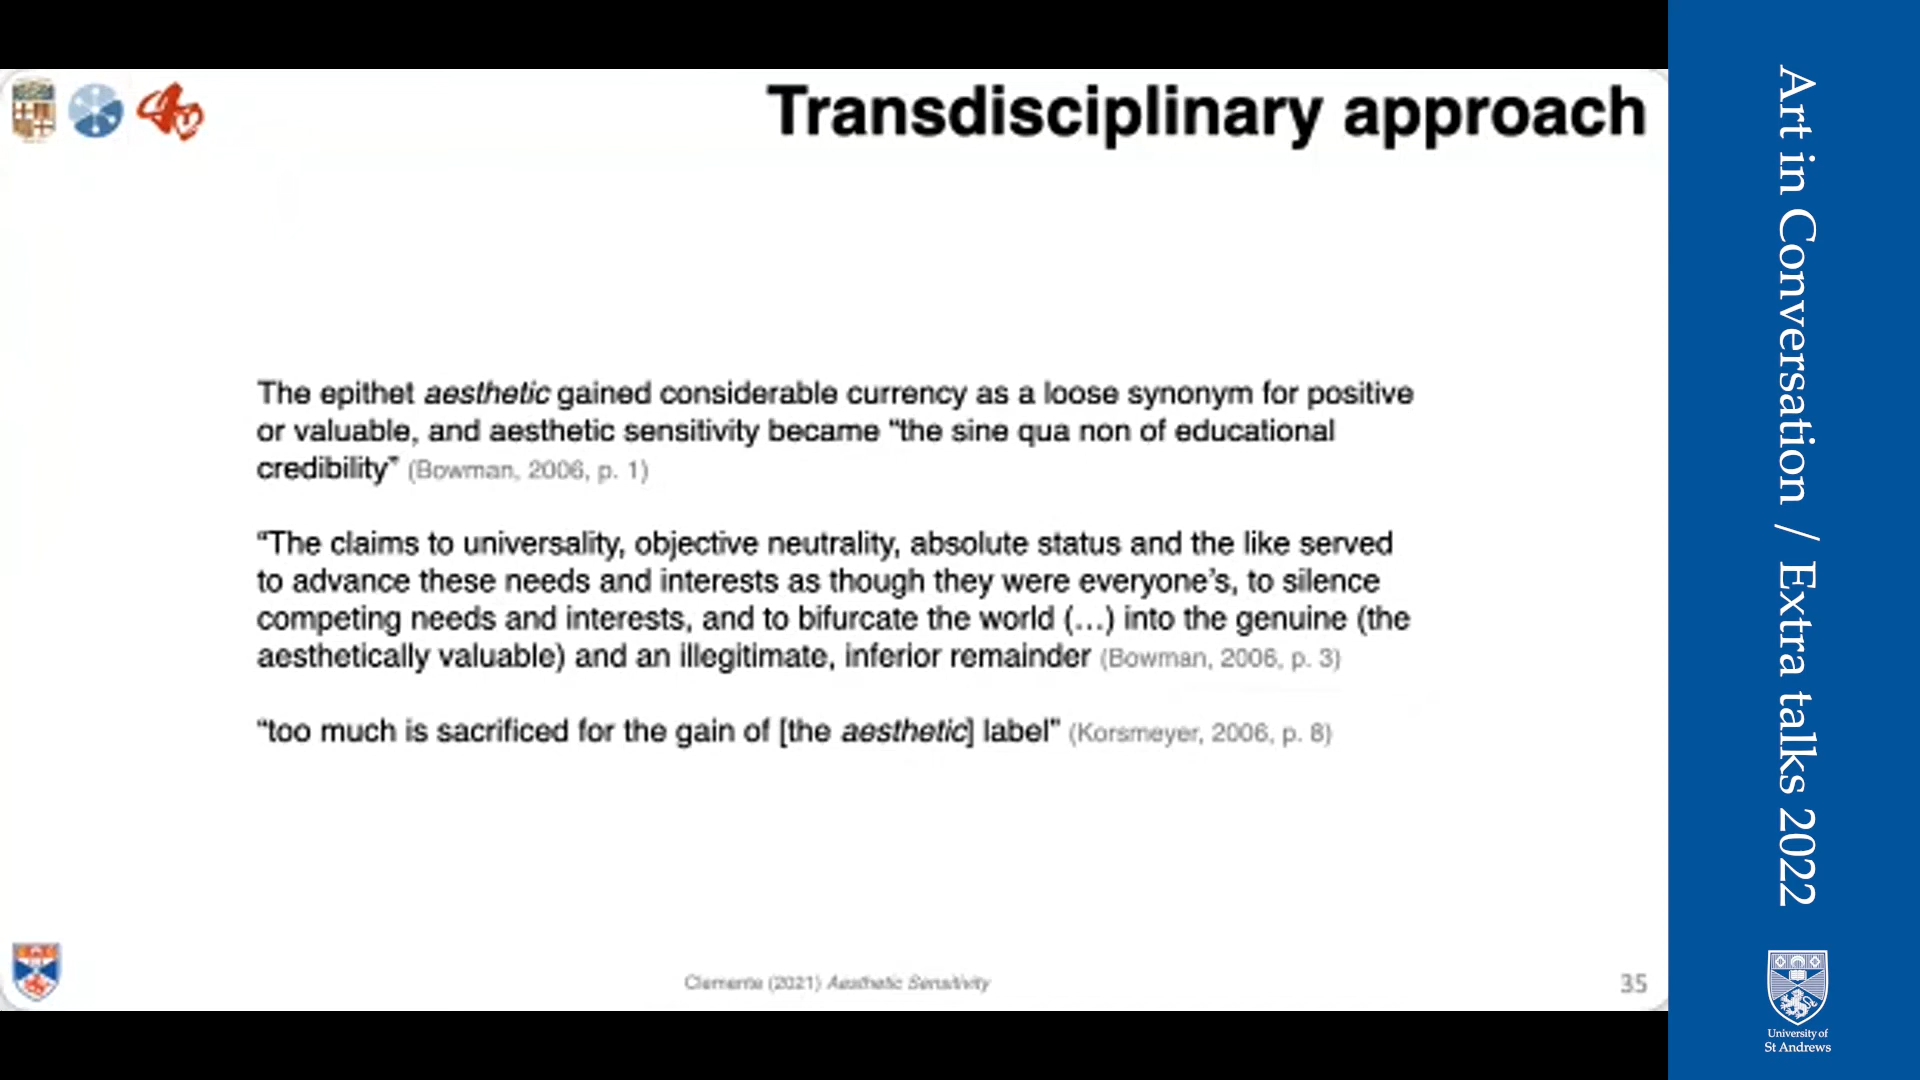 Transdisciplinary approach
The epithet aesthetic gained considerable currency as a loose synonym for positive
or valuable, and aesthetic sensitivity became “the sine qua non of educational
credibility” (Bowman, 2006, p. 1)
“The claims to universality, objective neutrality, absolute status and the like served
to advance these needs and interests as though they were everyone’s, to silence
competing needs and interests, and to bifurcate the world (…) into the genuine (the
aesthetically valuable) and an illegitimate, inferior remainder (Bowman, 2006, p. 3)
“too much is sacrificed for the gain of [the aesthetic] label” (Korsmeyer, 2006, p. 8)
Clemente (2021) Aesthetic Sensitivity
35
Art in Conversation / Extra talks 2022
University of
St Andrews